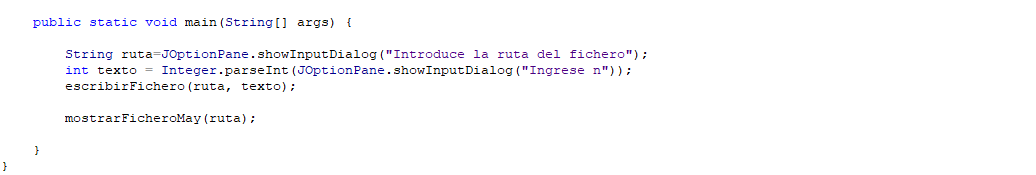 public static void main(String[] args) {
String ruta=JOptionPane.showInputDialog("Introduce la ruta del fichero");
int texto = Integer.parseInt(JOptionPane.showInputDialog("Ingrese n"));
escribirFichero(ruta, texto);
mostrarFicheroMay(ruta);
}
}